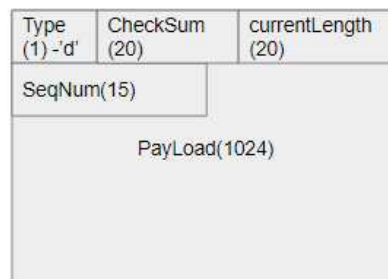 Type CheckSum currentLength
(1) -'d' (20) (20)
SeqNum(15)
PayLoad(1024)